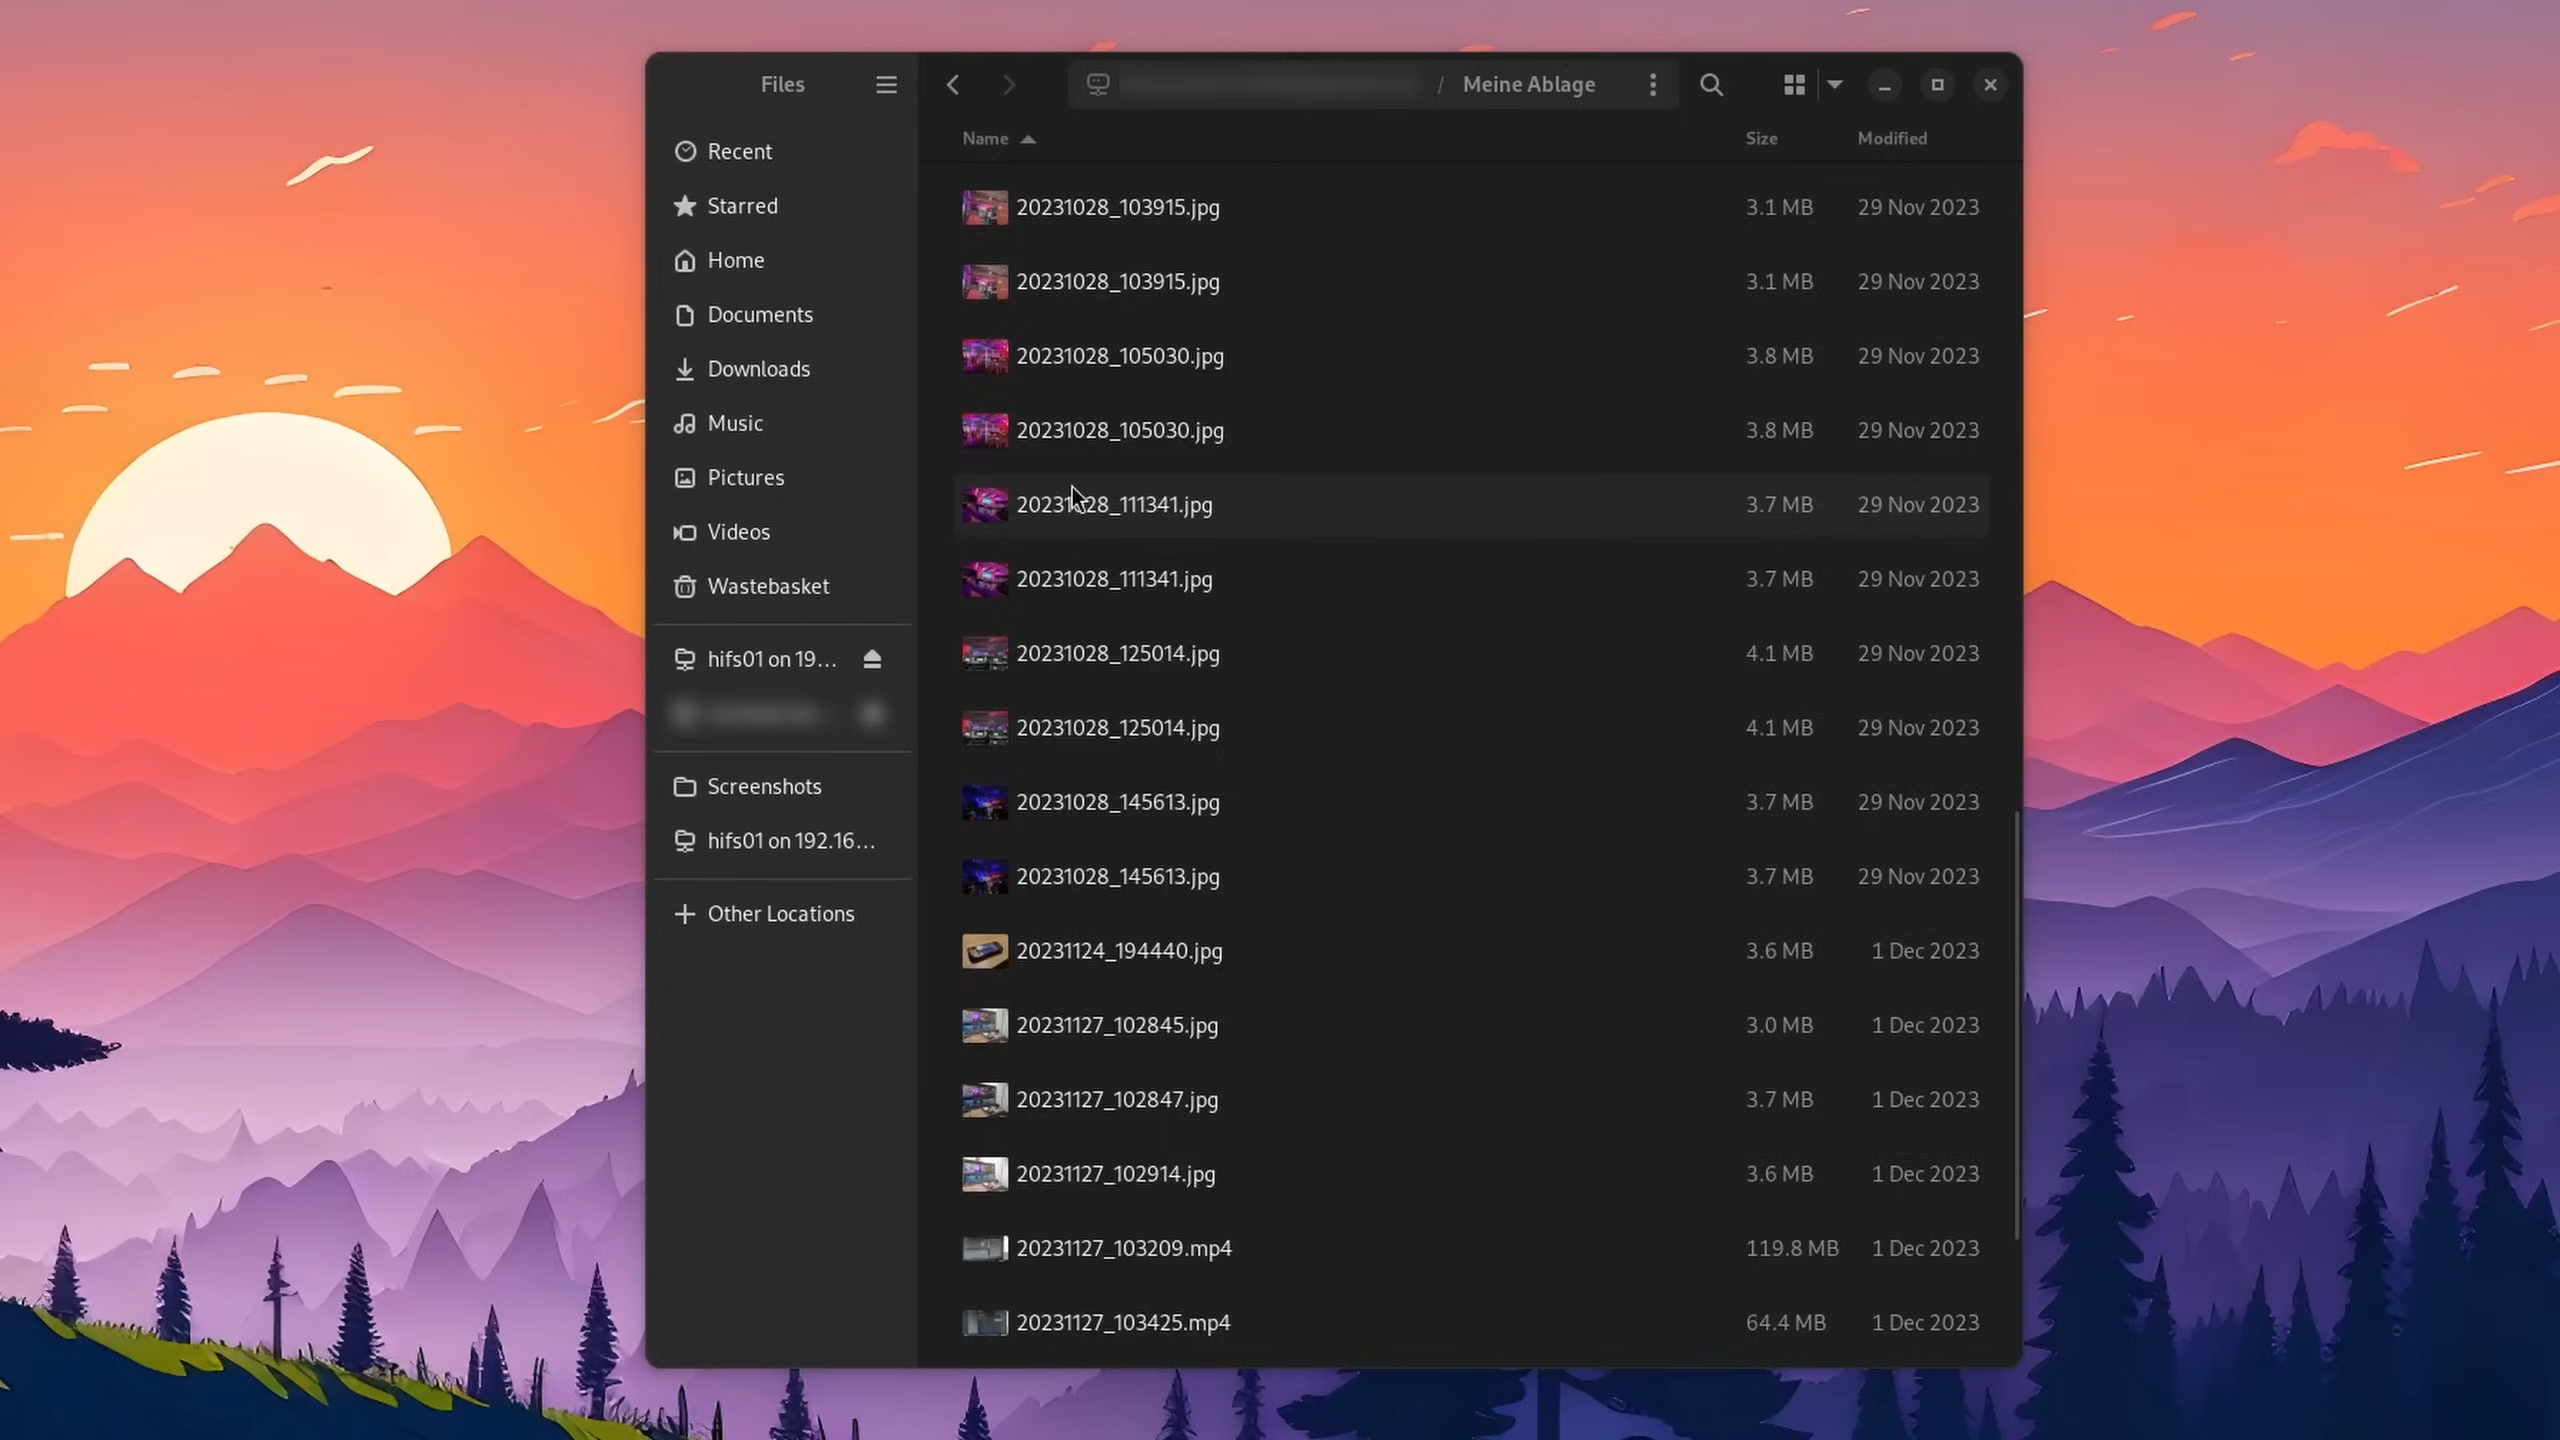 Files
/ Meine Ablage
Recent
Starred
Home
Documents
Downloads
Music
Pictures
Videos
Wastebasket
hifs01 on 19...
Screenshots
hifs01 on 192.16...
Other Locations
Name Size Modified
20231028_103915.jpg 3.1 MB 29 Nov 2023
20231028_103915.jpg 3.1 MB 29 Nov 2023
20231028_105030.jpg 3.8 MB 29 Nov 2023
20231028_105030.jpg 3.8 MB 29 Nov 2023
20231028_111341.jpg 3.7 MB 29 Nov 2023
20231028_111341.jpg 3.7 MB 29 Nov 2023
20231028_125014.jpg 4.1 MB 29 Nov 2023
20231028_125014.jpg 4.1 MB 29 Nov 2023
20231028_145613.jpg 3.7 MB 29 Nov 2023
20231028_145613.jpg 3.7 MB 29 Nov 2023
20231124_194440.jpg 3.6 MB 1 Dec 2023
20231127_102845.jpg 3.0 MB 1 Dec 2023
20231127_102847.jpg 3.7 MB 1 Dec 2023
20231127_102914.jpg 3.6 MB 1 Dec 2023
20231127_103209.mp4 119.8 MB 1 Dec 2023
20231127_103425.mp4 64.4 MB 1 Dec 2023